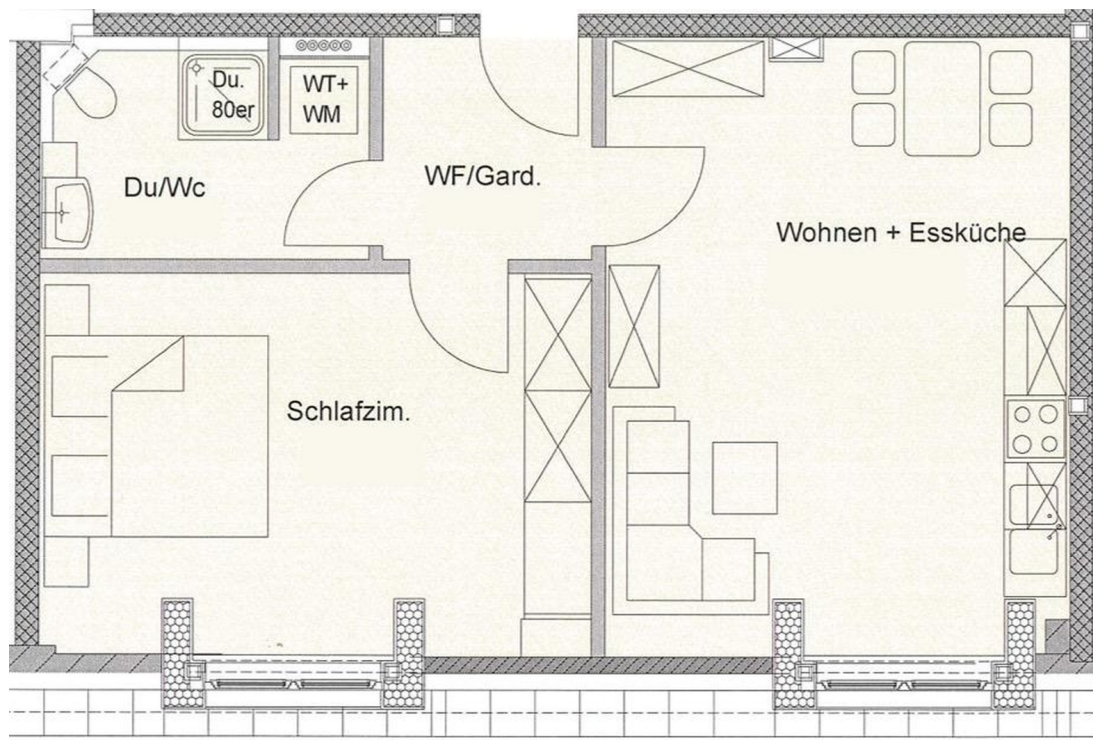 Du.
80er
WT+
WM
Du/Wc
WF/Gard.
Wohnen + Essküche
Schlafzim.